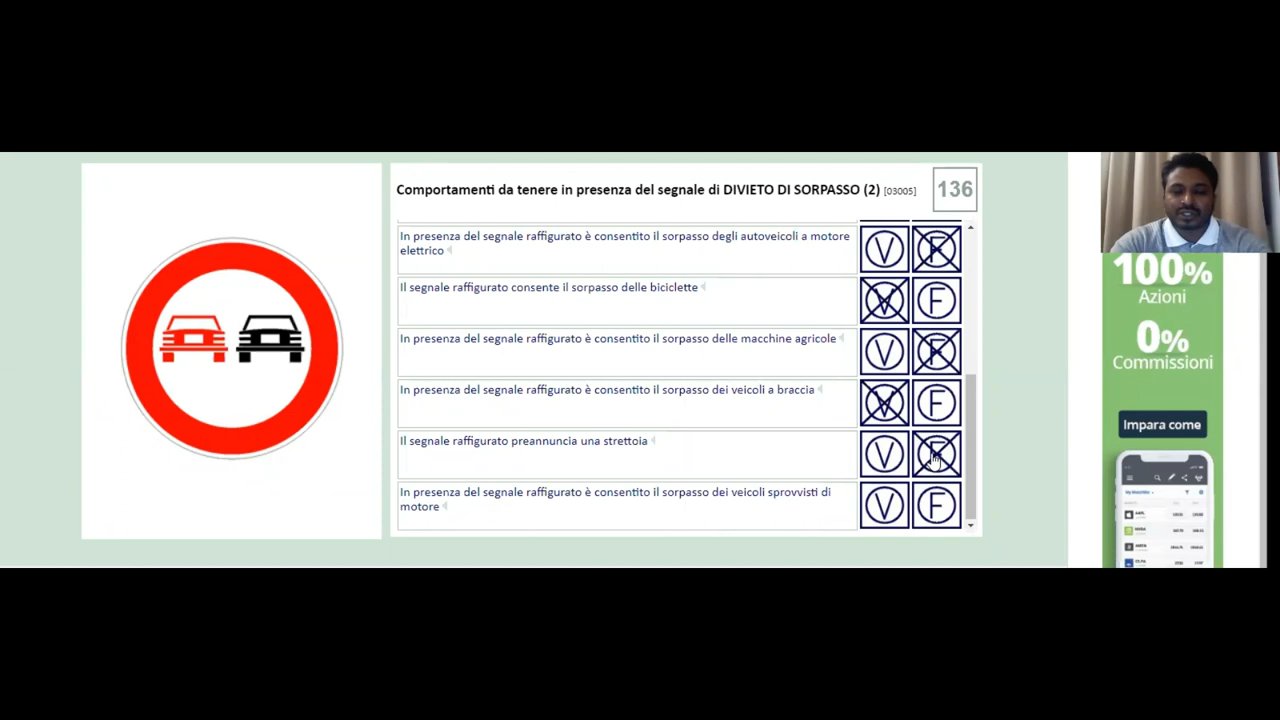 Comportamenti da tenere in presenza del segnale di DIVIETO DI SORPASSO (2) [03005]
136
In presenza del segnale raffigurato è consentito il sorpasso degli autoveicoli a motore
elettrico
V F
Il segnale raffigurato consente il sorpasso delle biciclette
V F
In presenza del segnale raffigurato è consentito il sorpasso delle macchine agricole
V F
In presenza del segnale raffigurato è consentito il sorpasso dei veicoli a braccia
V F
Il segnale raffigurato preannuncia una strettoia
V F
In presenza del segnale raffigurato è consentito il sorpasso dei veicoli sprovvisti di
motore
V F
100%
Azioni
0%
Commissioni
Impara come